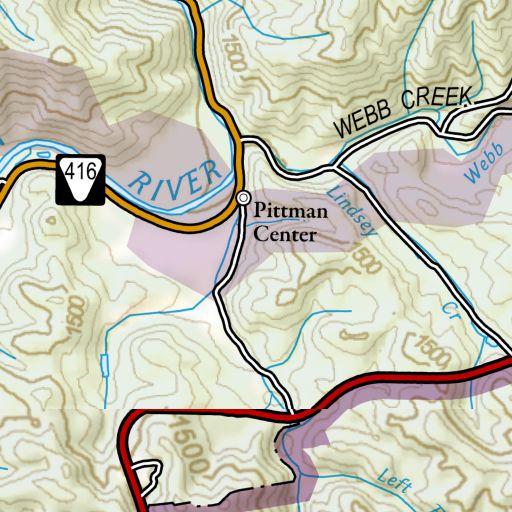 1500
WEBB CREEK
416
RIVER
Webb
Pittman
Center
Lindsey
1500
1500
Cr
1500
1500
Left